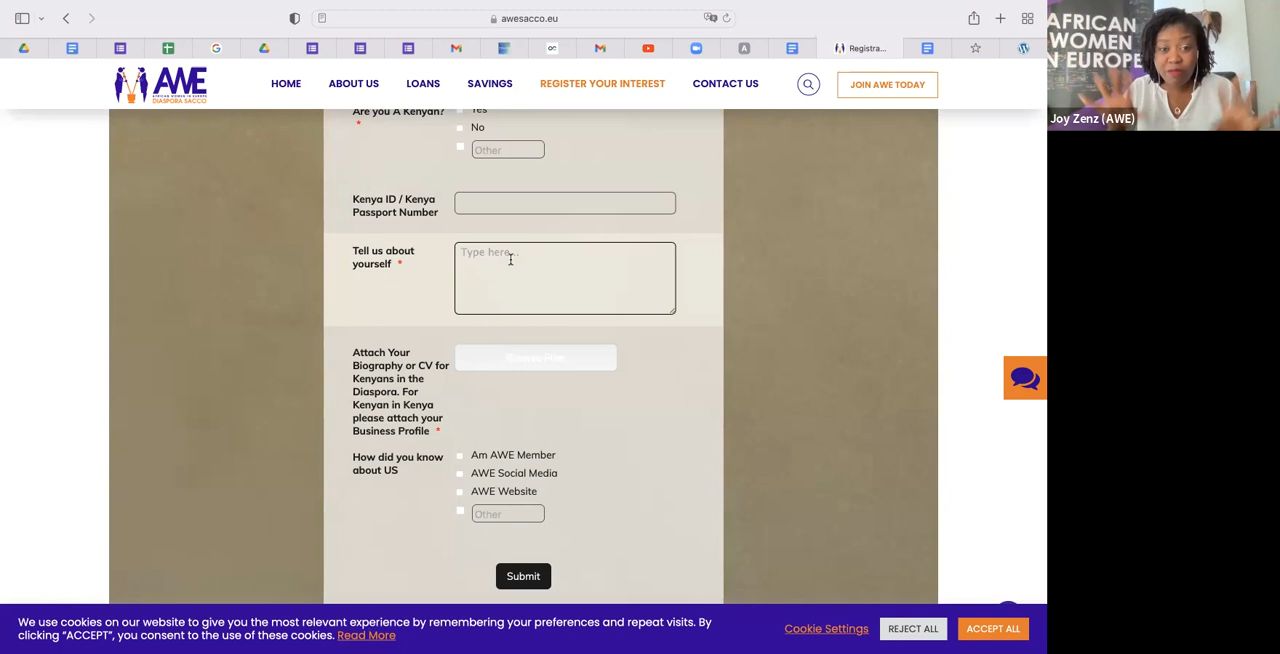 awesacco.eu
Registra...
AFRICAN
WOMEN
N EUROPE
AWE
AFRICAN WOMEN IN EUROPE
DIASPORA SACCO
HOME
ABOUT US
LOANS
SAVINGS
REGISTER YOUR INTEREST
CONTACT US
JOIN AWE TODAY
Joy Zenz (AWE)
Are you A Kenyan?
*
Yes
No
Other
Kenya ID / Kenya
Passport Number
Tell us about
yourself *
Type here...
Attach Your
Biography or CV for
Kenyans in the
Diaspora. For
Kenyan in Kenya
please attach your
Business Profile *
Browse Files
How did you know
about US
Am AWE Member
AWE Social Media
AWE Website
Other
Submit
We use cookies on our website to give you the most relevant experience by remembering your preferences and repeat visits. By
clicking “ACCEPT”, you consent to the use of these cookies. Read More
Cookie Settings
REJECT ALL
ACCEPT ALL